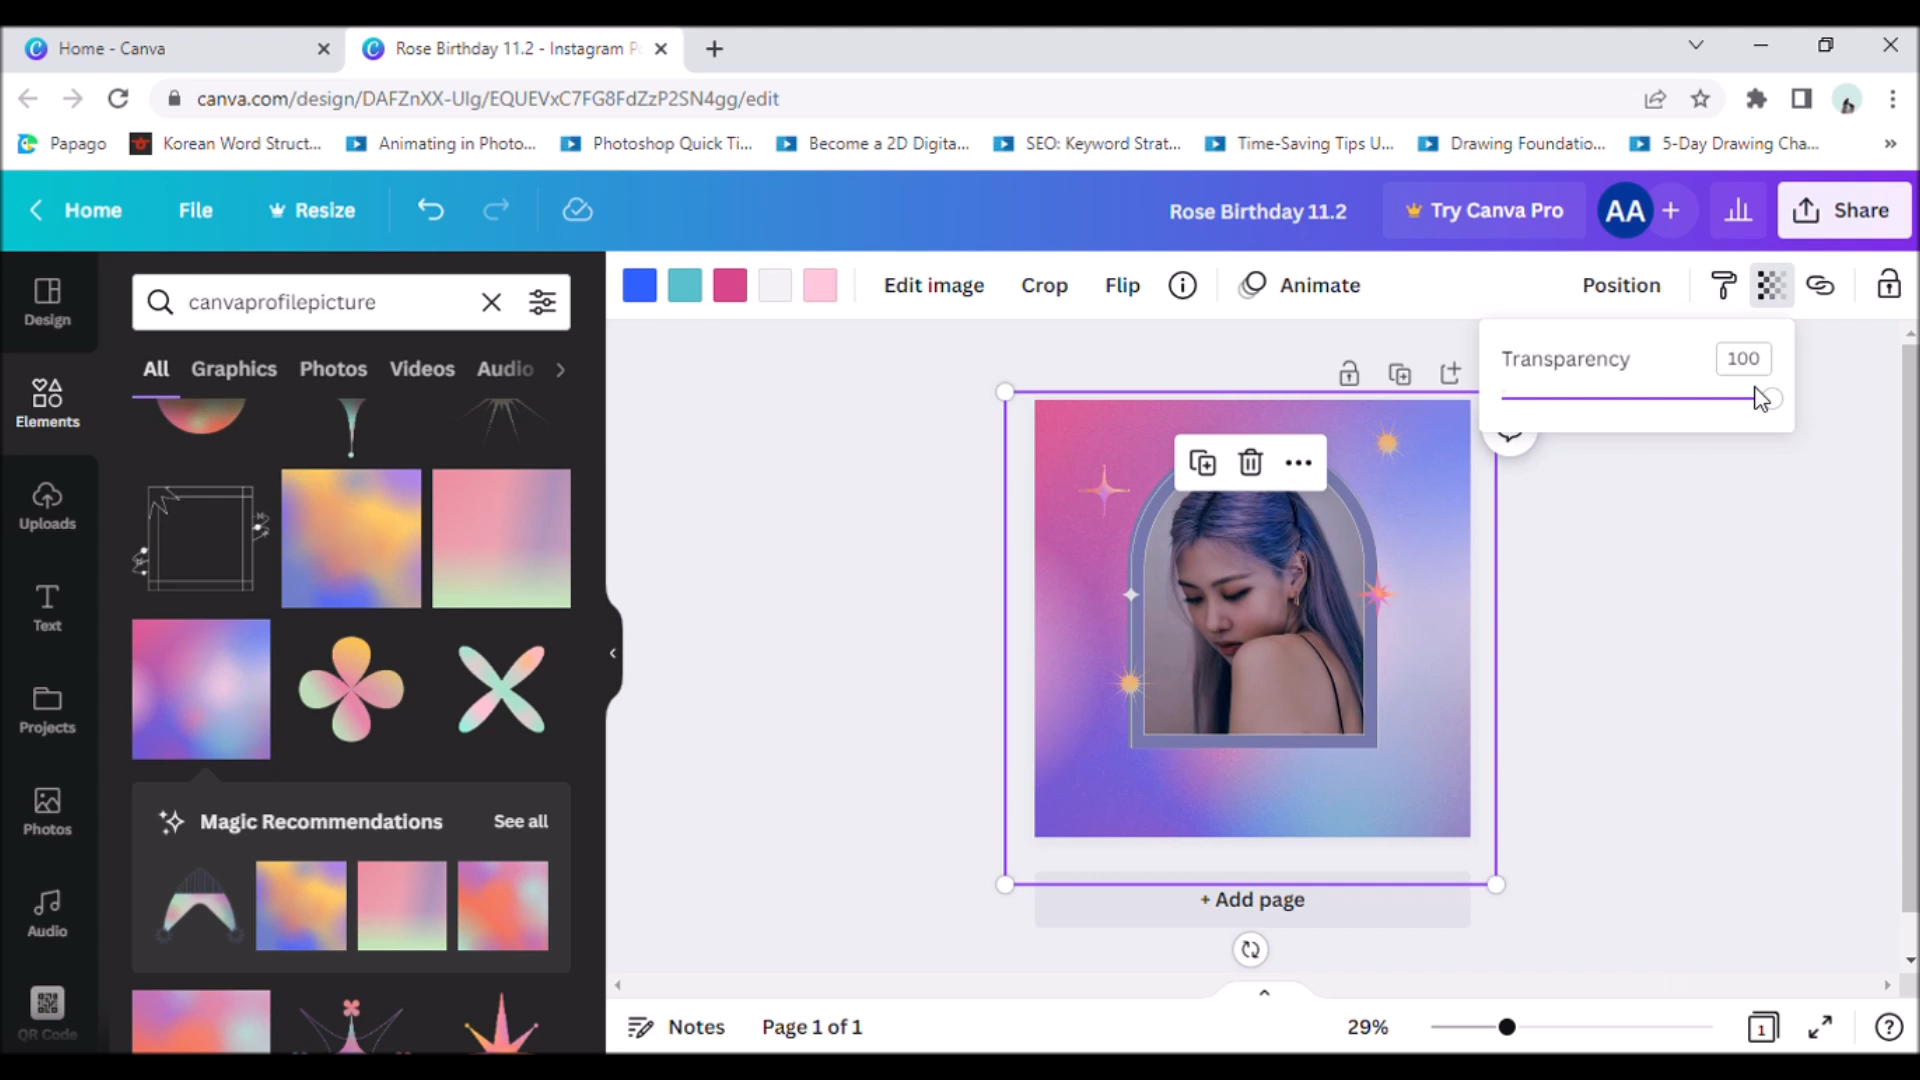 Home - Canva
Rose Birthday 11.2 - Instagram P
canva.com/design/DAFZnXX-UIg/EQUEVxC7FG8FdZzP2SN4gg/edit
Papago
Korean Word Struct...
Animating in Photo...
Photoshop Quick Ti...
Become a 2D Digita...
SEO: Keyword Strat...
Time-Saving Tips U...
Drawing Foundatio...
5-Day Drawing Cha...
»
Home
File
Resize
Rose Birthday 11.2
Try Canva Pro
AA
+
Share
Design
Elements
Uploads
Text
Projects
Photos
Audio
QR Code
canvaprofilepicture
All
Graphics
Photos
Videos
Audio
Magic Recommendations
See all
Edit image
Crop
Flip
Animate
Position
Transparency
100
+ Add page
Notes
Page 1 of 1
29%
1